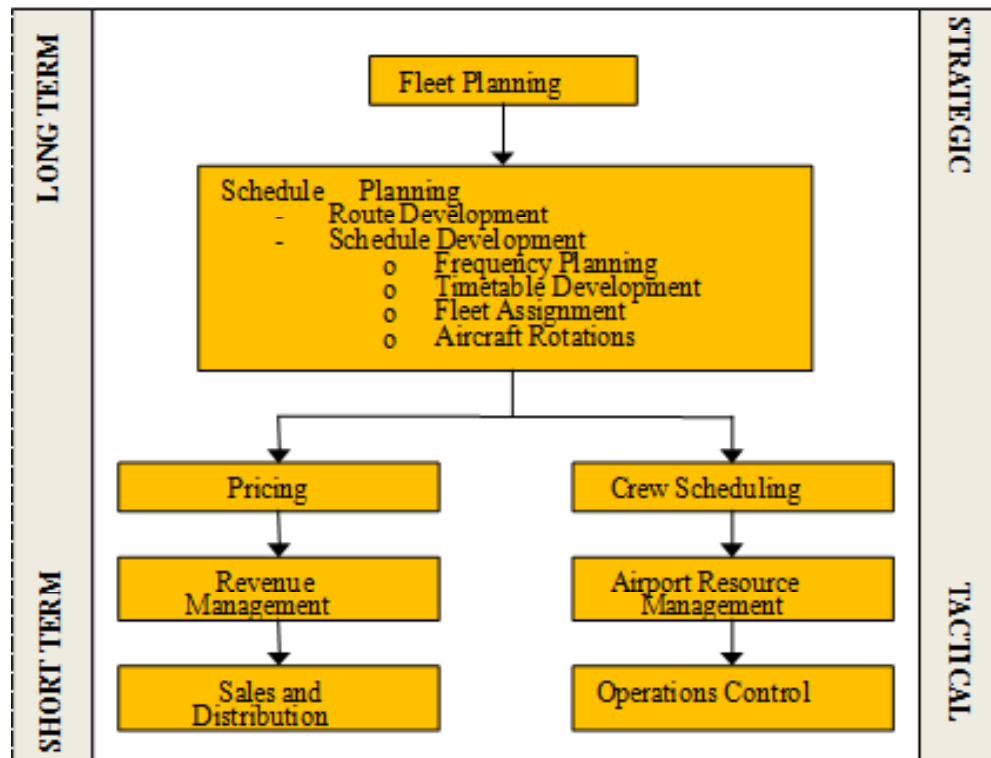 LONG TERM
STRATEGIC
Fleet Planning
Schedule Planning
- Route Development
- Schedule Development
o Frequency Planning
o Timetable Development
o Fleet Assignment
o Aircraft Rotations
Pricing
Crew Scheduling
Revenue
Management
Airport Resource
Management
Sales and
Distribution
Operations Control
SHORT TERM
TACTICAL